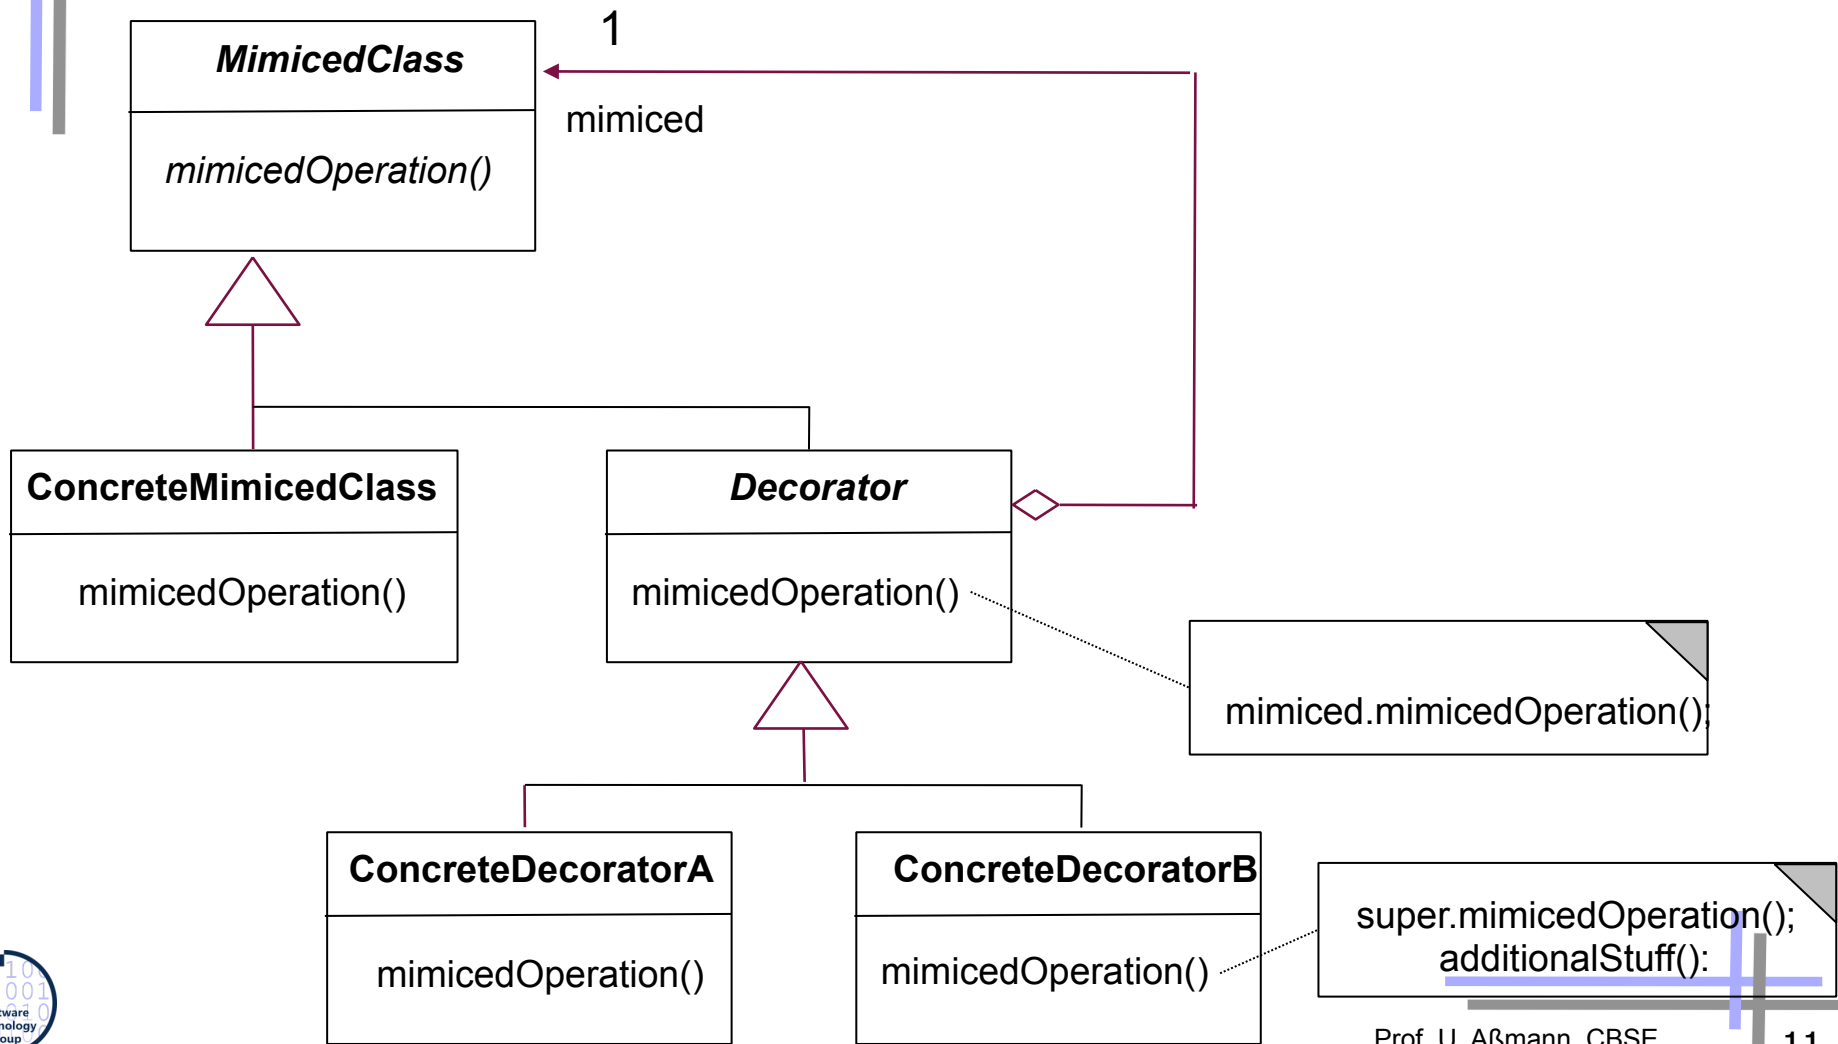 1
MimicedClass
mimiced
mimicedOperation()
ConcreteMimicedClass
Decorator
mimicedOperation()
mimicedOperation()
mimiced.mimicedOperation();
ConcreteDecoratorA
ConcreteDecoratorB
super.mimicedOperation();
additionalStuff():
mimicedOperation()
mimicedOperation()
Prof. U. Aßmann, CBSE
11